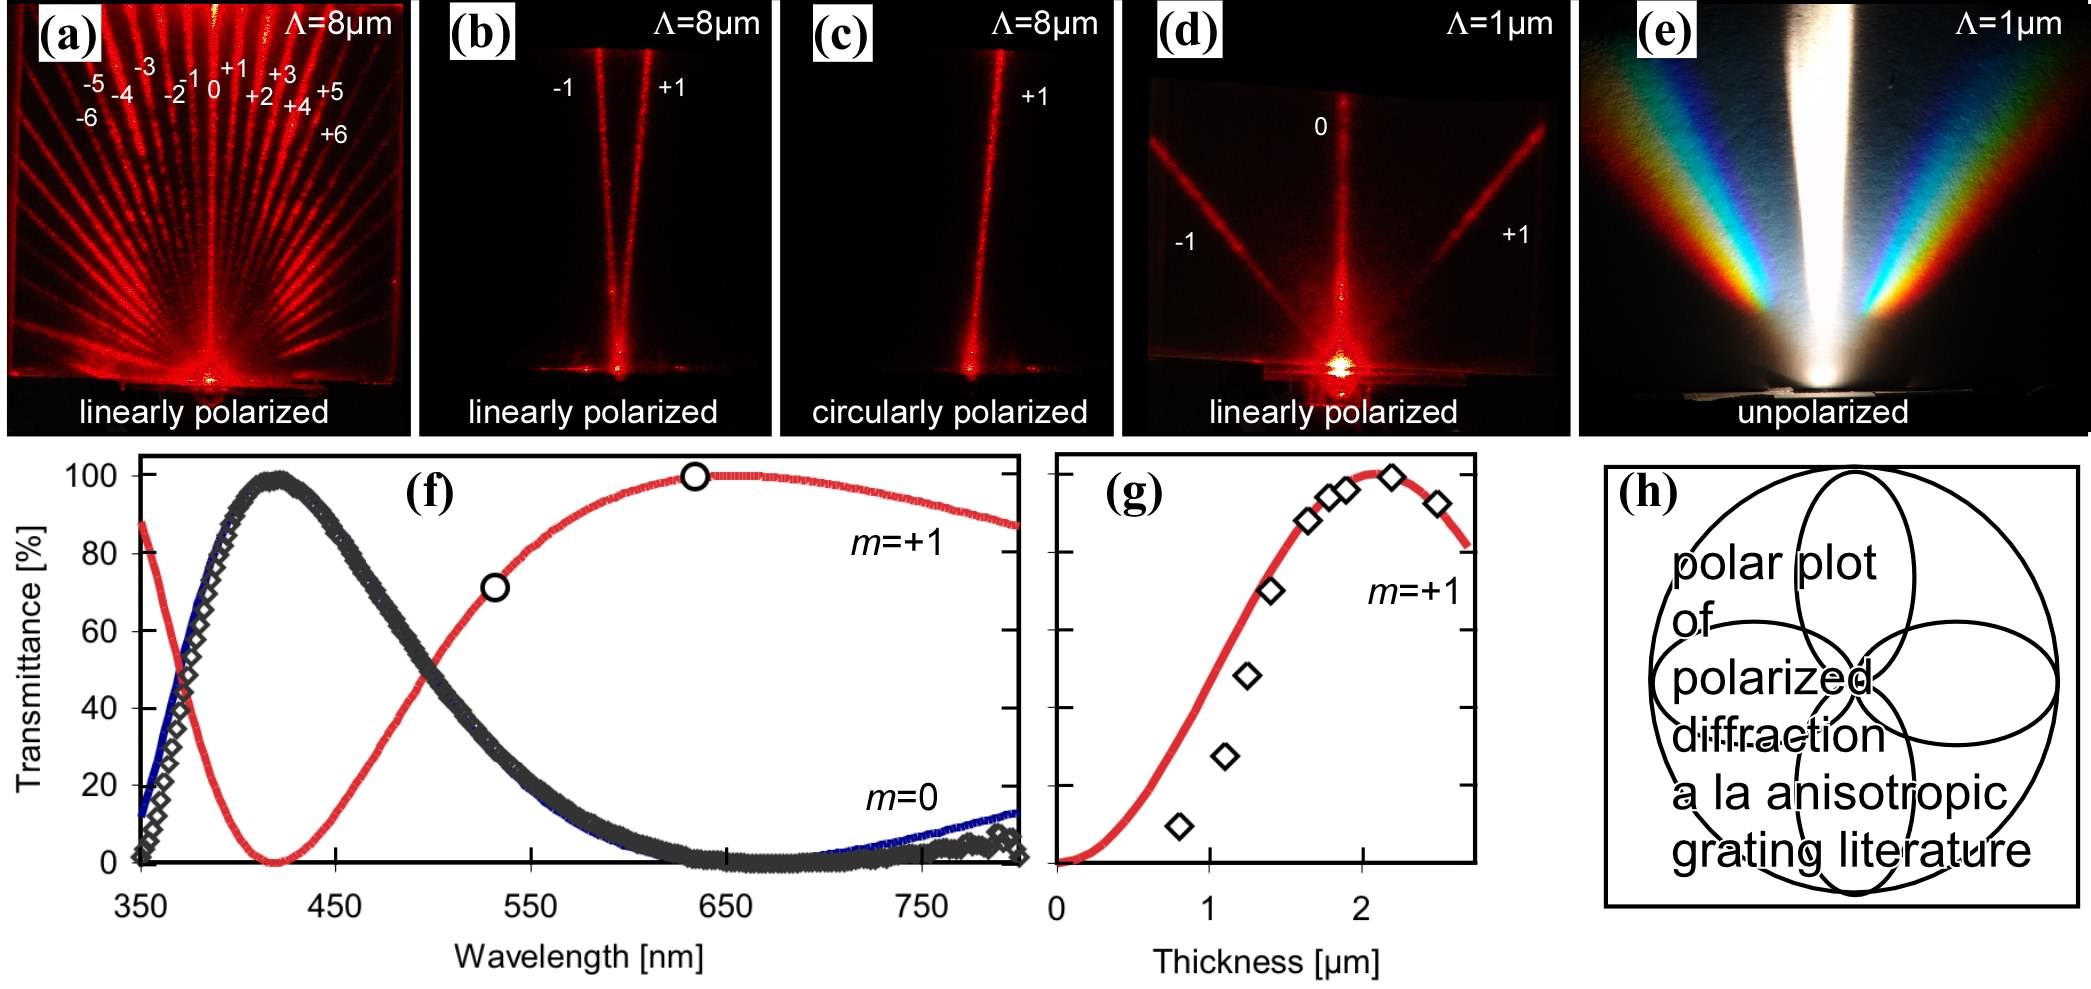 (a)
Λ=8µm
-6
-5
-4
-3
-2
-1
0
+1
+2
+3
+4
+5
+6
linearly polarized
(b)
Λ=8µm
-1
+1
linearly polarized
(c)
Λ=8µm
+1
circularly polarized
(d)
Λ=1µm
0
-1
+1
linearly polarized
(e)
Λ=1µm
unpolarized
(f)
Transmittance [%]
100
80
60
40
20
0
m=+1
m=0
350
450
550
650
750
Wavelength [nm]
(g)
m=+1
0
1
2
Thickness [µm]
(h)
polar plot
of
polarized
diffraction
a la anisotropic
grating literature